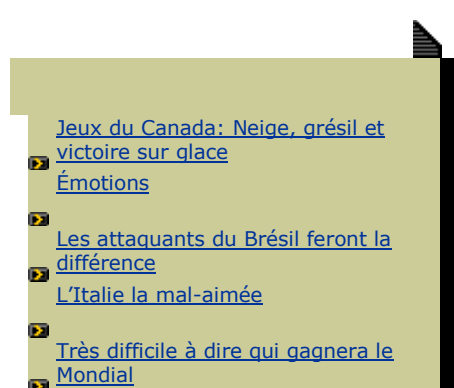 Jeux du Canada: Neige, grésil et
victoire sur glace
Émotions
Les attaquants du Brésil feront la
différence
L’Italie la mal-aimée
Très difficile à dire qui gagnera le
Mondial